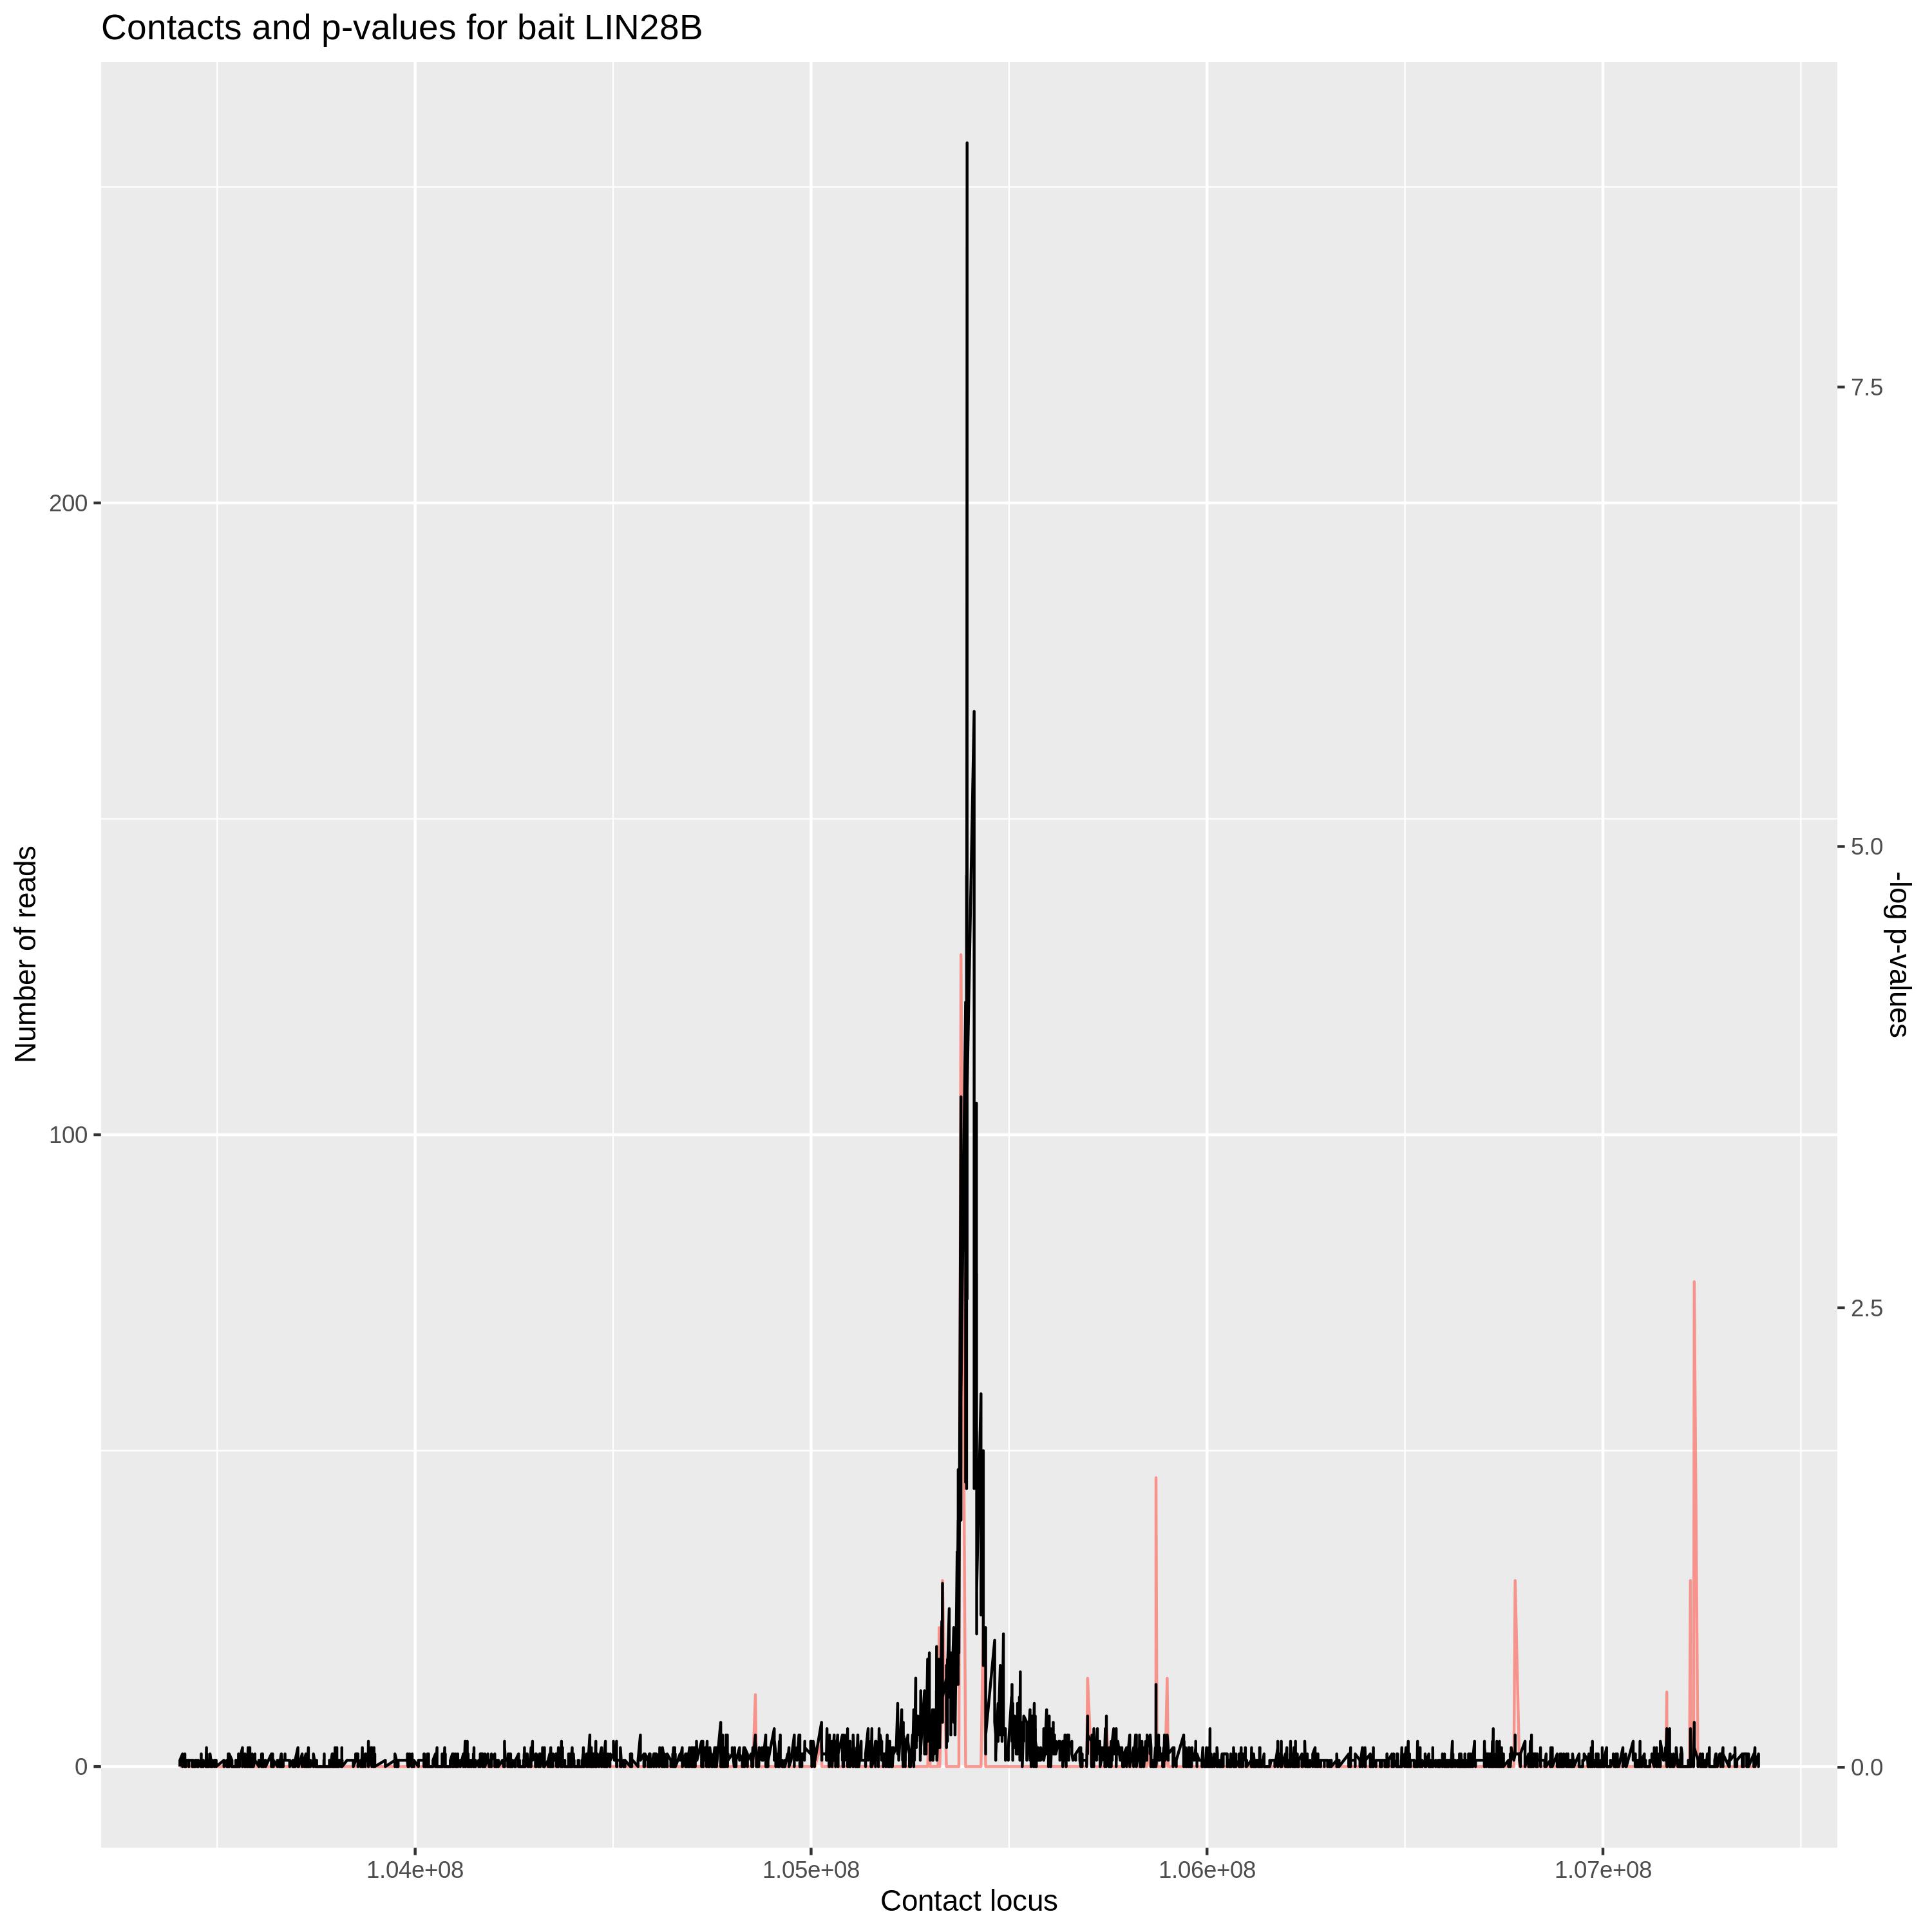 Contacts and p-values for bait LIN28B
200
100
0
Number of reads
7.5
5.0
2.5
0.0
-log p-values
1.04e+08
1.05e+08
1.06e+08
1.07e+08
Contact locus